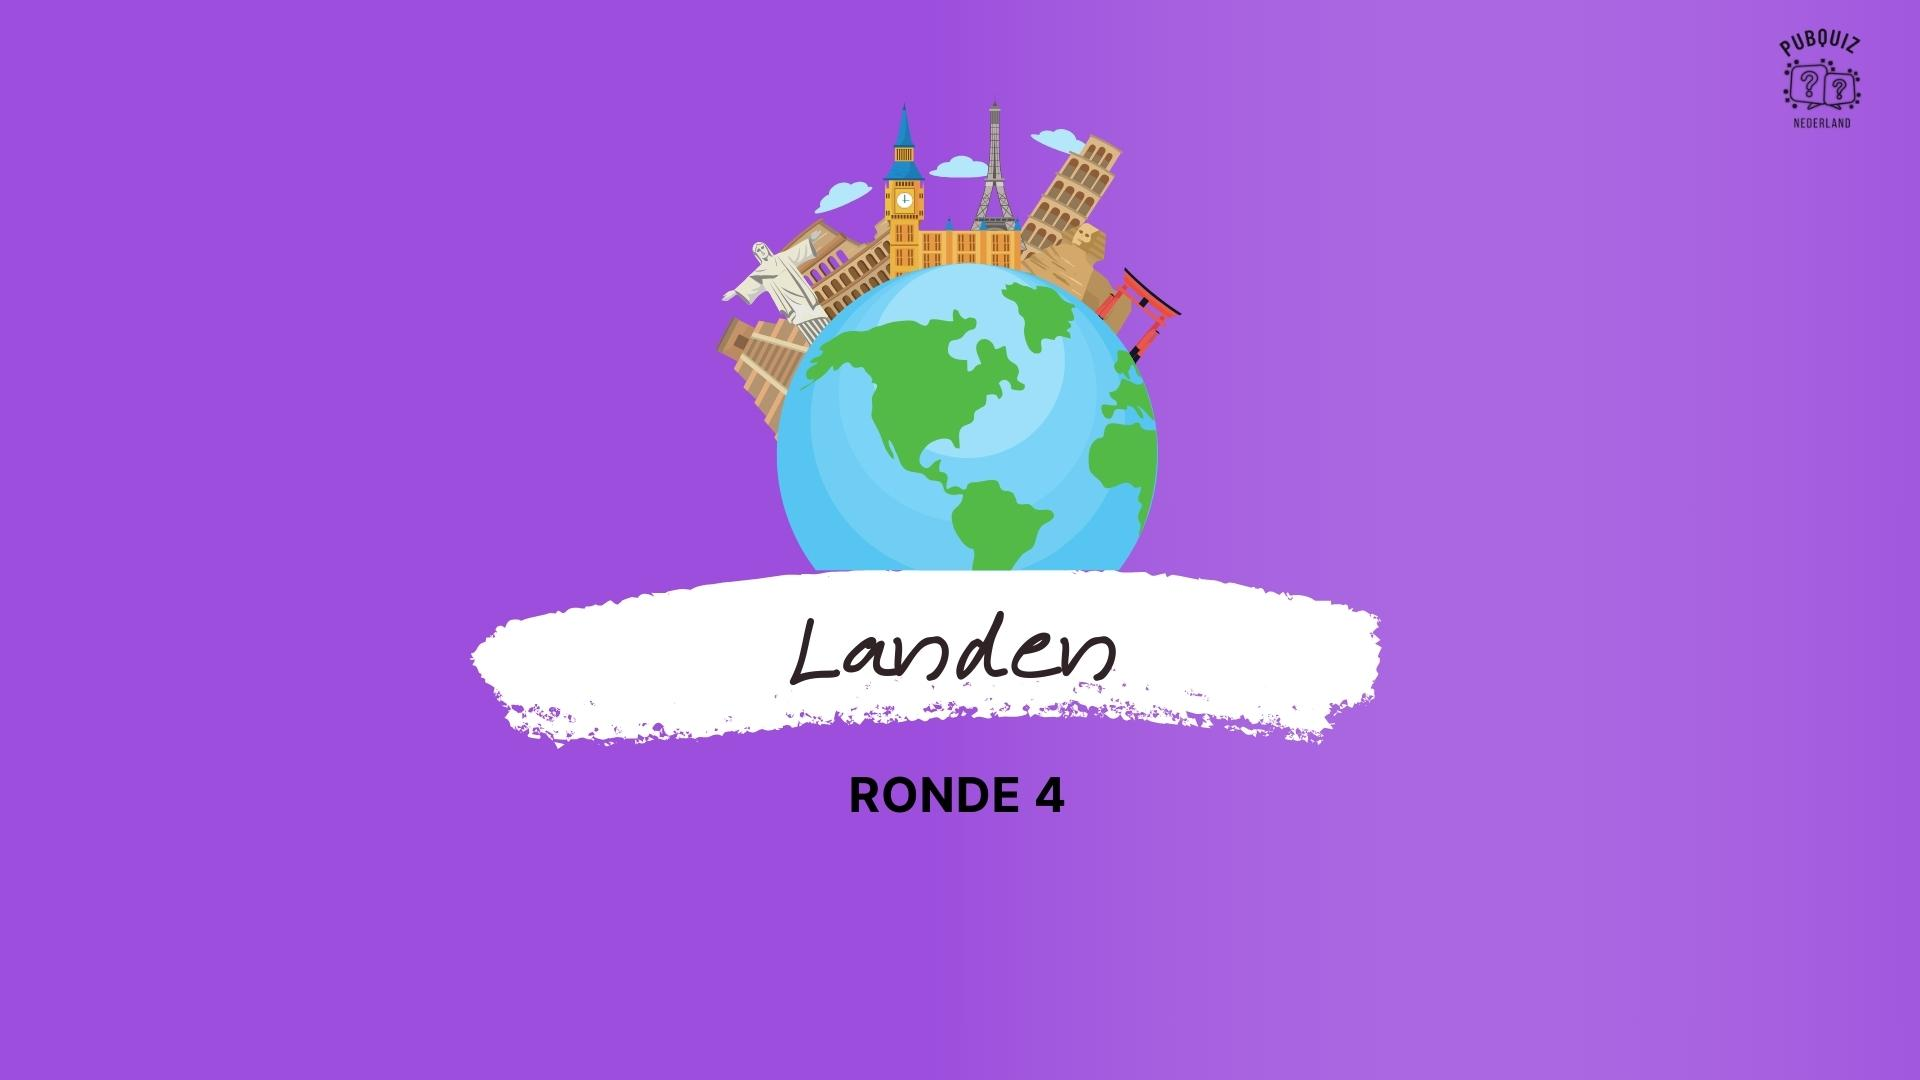 PUBQUIZ
? ?
NEDERLAND
Landen
RONDE 4